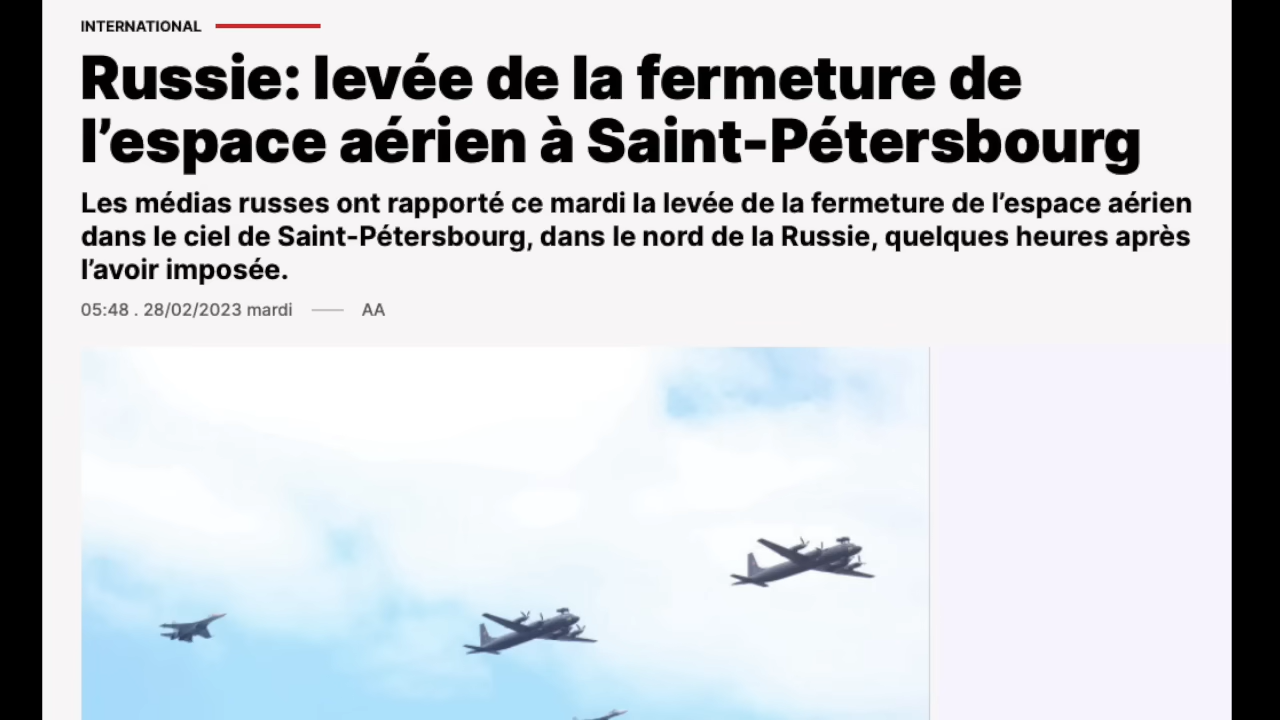 INTERNATIONAL
Russie: levée de la fermeture de
l’espace aérien à Saint-Pétersbourg
Les médias russes ont rapporté ce mardi la levée de la fermeture de l’espace aérien
dans le ciel de Saint-Pétersbourg, dans le nord de la Russie, quelques heures après
l’avoir imposée.
05:48 . 28/02/2023 mardi —— AA